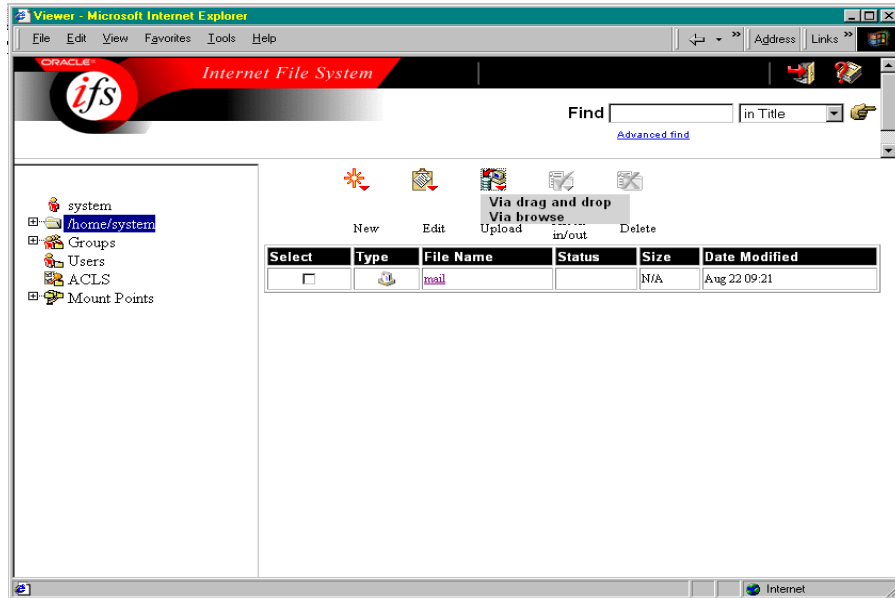 Viewer - Microsoft Internet Explorer
File Edit View Favorites Tools Help
» Address Links »
ORACLE
ifs
Internet File System
Find in Title
Advanced find
system
/home/system
Groups
Users
ACLS
Mount Points
Via drag and drop
Via browse
New Edit Upload in/out Delete
Select Type File Name Status Size Date Modified
mail N/A Aug 22 09:21
Internet